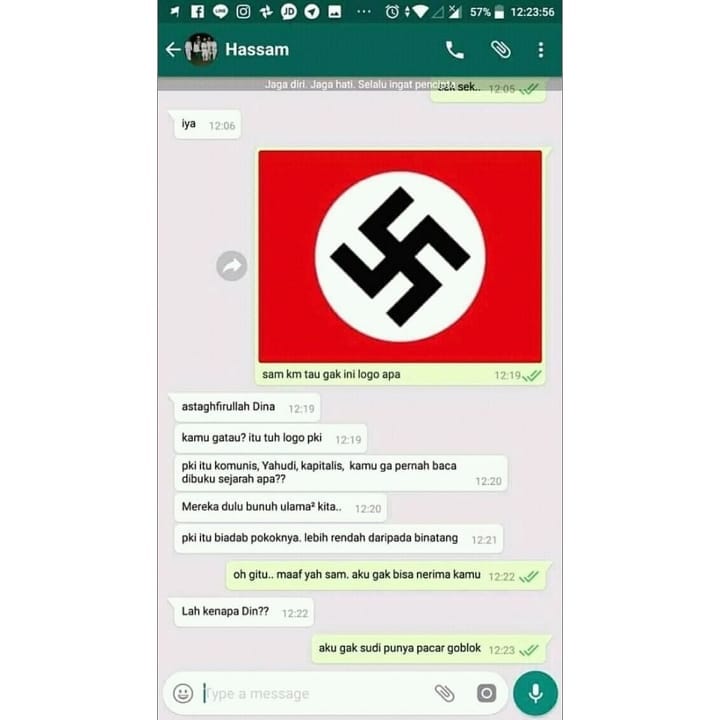 57% 12:23:56
Hassam
Jaga diri. Jaga hati. Selalu ingat pencipta
sek.. 12:05
iya 12:06
sam km tau gak ini logo apa 12:19
astaghfirullah Dina 12:19
kamu gatau? itu tuh logo pki 12:19
pki itu komunis, Yahudi, kapitalis, kamu ga pernah baca
dibuku sejarah apa?? 12:20
Mereka dulu bunuh ulama² kita.. 12:20
pki itu biadab pokoknya. lebih rendah daripada binatang 12:21
oh gitu.. maaf yah sam. aku gak bisa nerima kamu 12:22
Lah kenapa Din?? 12:22
aku gak sudi punya pacar goblok 12:23
Type a message